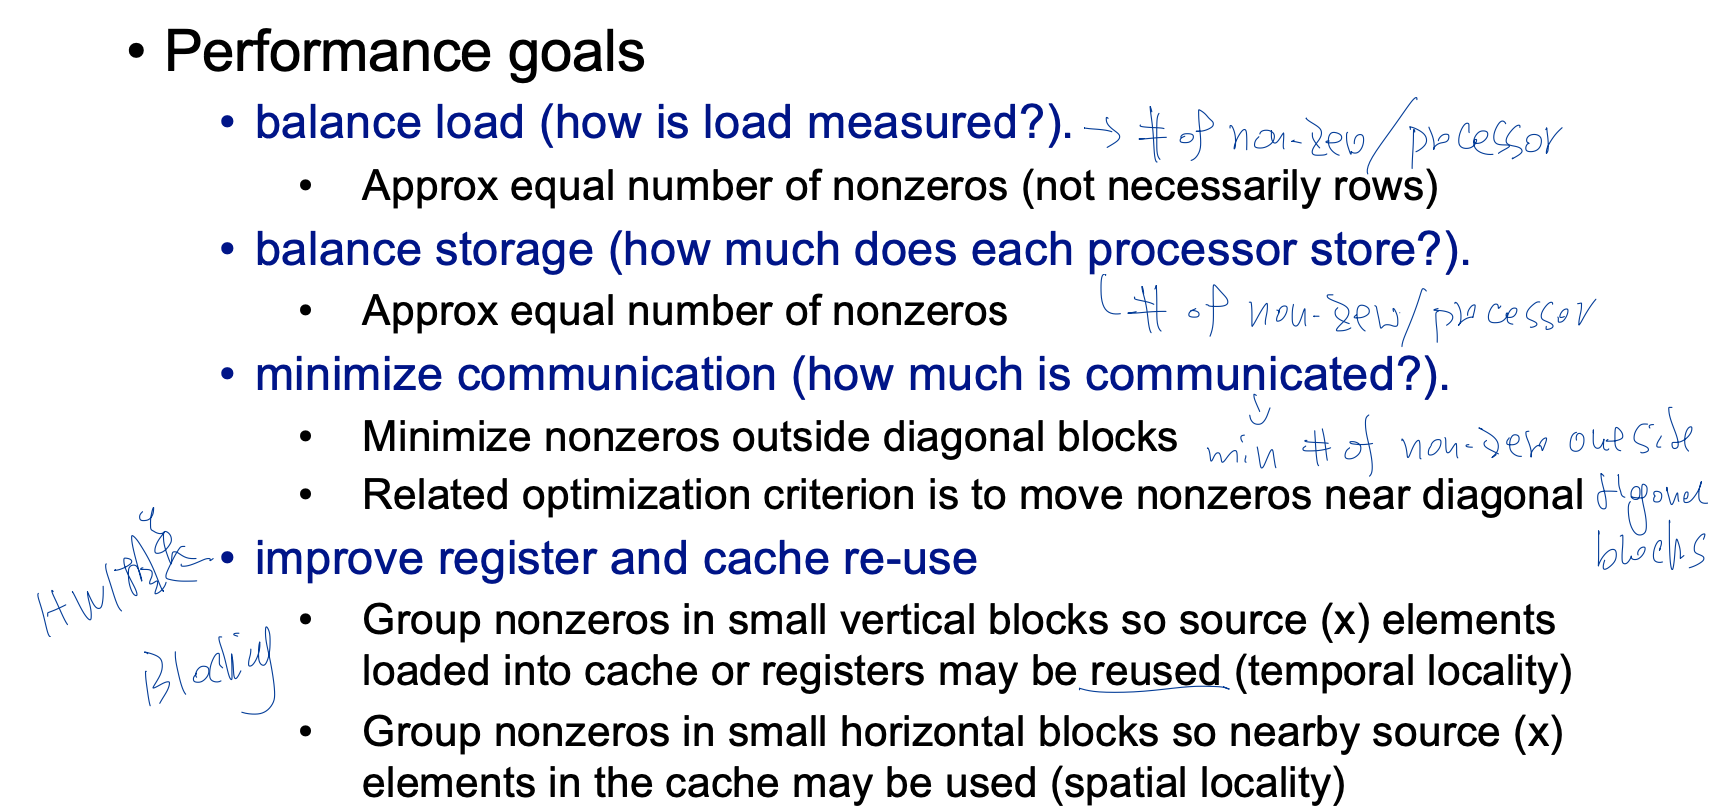 • Performance goals
• balance load (how is load measured?). → # of non-zero/processor
• Approx equal number of nonzeros (not necessarily rows)
• balance storage (how much does each processor store?).
• Approx equal number of nonzeros
# of non-zero/processor
• minimize communication (how much is communicated?).
• Minimize nonzeros outside diagonal blocks
min # of non-zero outside
• Related optimization criterion is to move nonzeros near diagonal
blocks
• improve register and cache re-use
HW/
• Group nonzeros in small vertical blocks so source (x) elements
Blocking
loaded into cache or registers may be reused (temporal locality)
• Group nonzeros in small horizontal blocks so nearby source (x)
elements in the cache may be used (spatial locality)